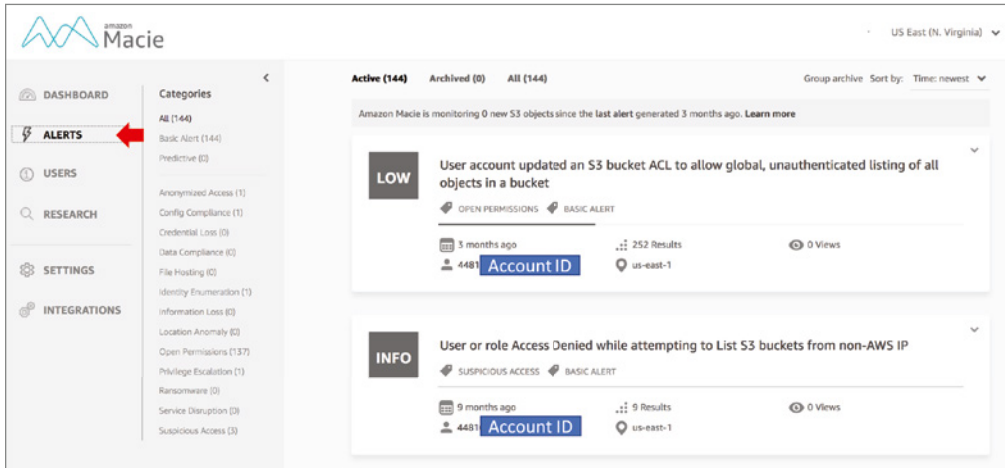 amazon
Macie
US East (N. Virginia)
DASHBOARD
ALERTS
USERS
RESEARCH
SETTINGS
INTEGRATIONS
Categories
All (144)
Basic Alert (144)
Predictive (0)
Anonymized Access (1)
Config Compliance (1)
Credential Loss (0)
Data Compliance (0)
File Hosting (0)
Identity Enumeration (1)
Information Loss (0)
Location Anomaly (0)
Open Permissions (137)
Privilege Escalation (1)
Ransomware (0)
Service Disruption (0)
Suspicious Access (3)
Active (144) Archived (0) All (144) Group archive Sort by: Time: newest
Amazon Macie is monitoring 0 new S3 objects since the last alert generated 3 months ago. Learn more
LOW
User account updated an S3 bucket ACL to allow global, unauthenticated listing of all
objects in a bucket
OPEN PERMISSIONS BASIC ALERT
3 months ago 252 Results 0 Views
4481 Account ID us-east-1
INFO
User or role Access Denied while attempting to List S3 buckets from non-AWS IP
SUSPICIOUS ACCESS BASIC ALERT
9 months ago 9 Results 0 Views
4481 Account ID us-east-1